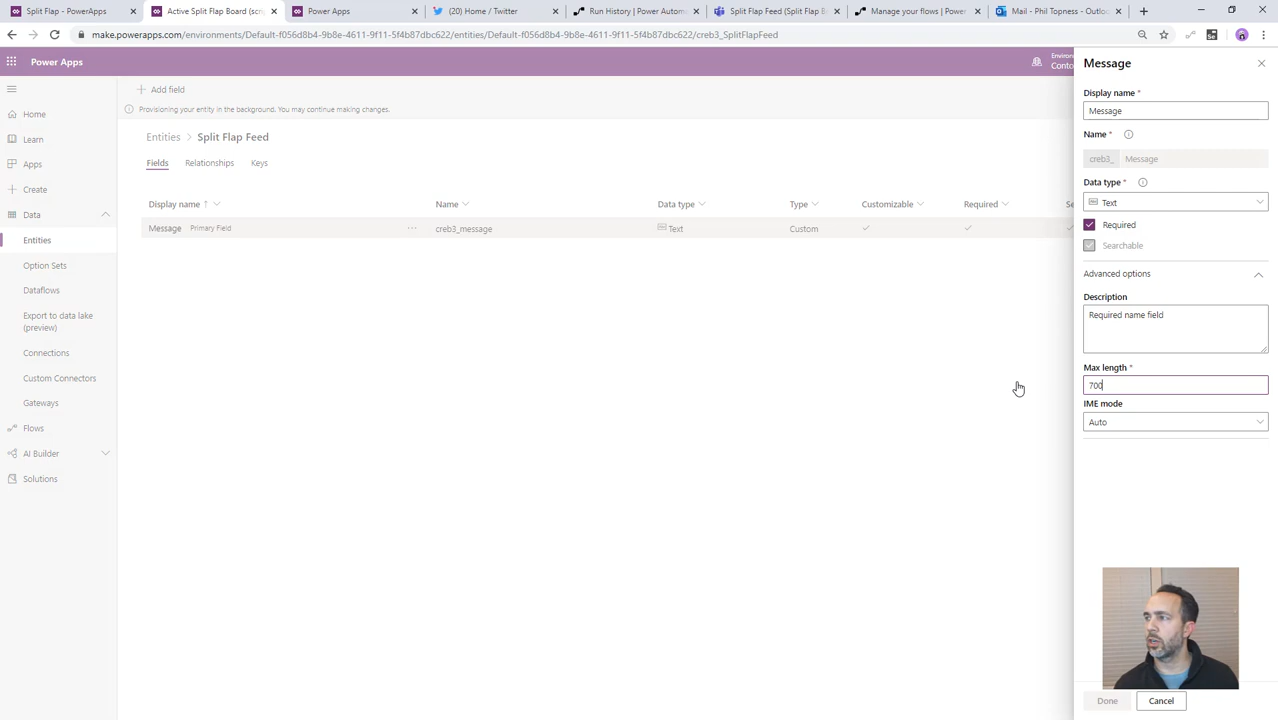 Split Flap - PowerApps
Active Split Flap Board (scri
Power Apps
(20) Home / Twitter
Run History | Power Autom
Split Flap Feed (Split Flap B
Manage your flows | Power
Mail - Phil Topness - Outloo
make.powerapps.com/environments/Default-f056d8f4-9b8e-4611-9f11-5f4b87dbc622/entities/Default-f056d8f4-9b8e-4611-9f11-5f4b87dbc622/creb3_SplitFlapFeed
Power Apps
Environ
Conto
Home
Learn
Apps
Create
Data
Entities
Option Sets
Dataflows
Export to data lake
(preview)
Connections
Custom Connectors
Gateways
Flows
AI Builder
Solutions
Add field
Provisioning your entity in the background. You may continue making changes.
Entities > Split Flap Feed
Fields Relationships Keys
Display name Name Data type Type Customizable Required Se
Message Primary Field ... creb3_message Text Custom
Message
Display name *
Message
Name *
creb3_ Message
Data type *
Text
Required
Searchable
Advanced options
Description
Required name field
Max length *
700
IME mode
Auto
Done Cancel